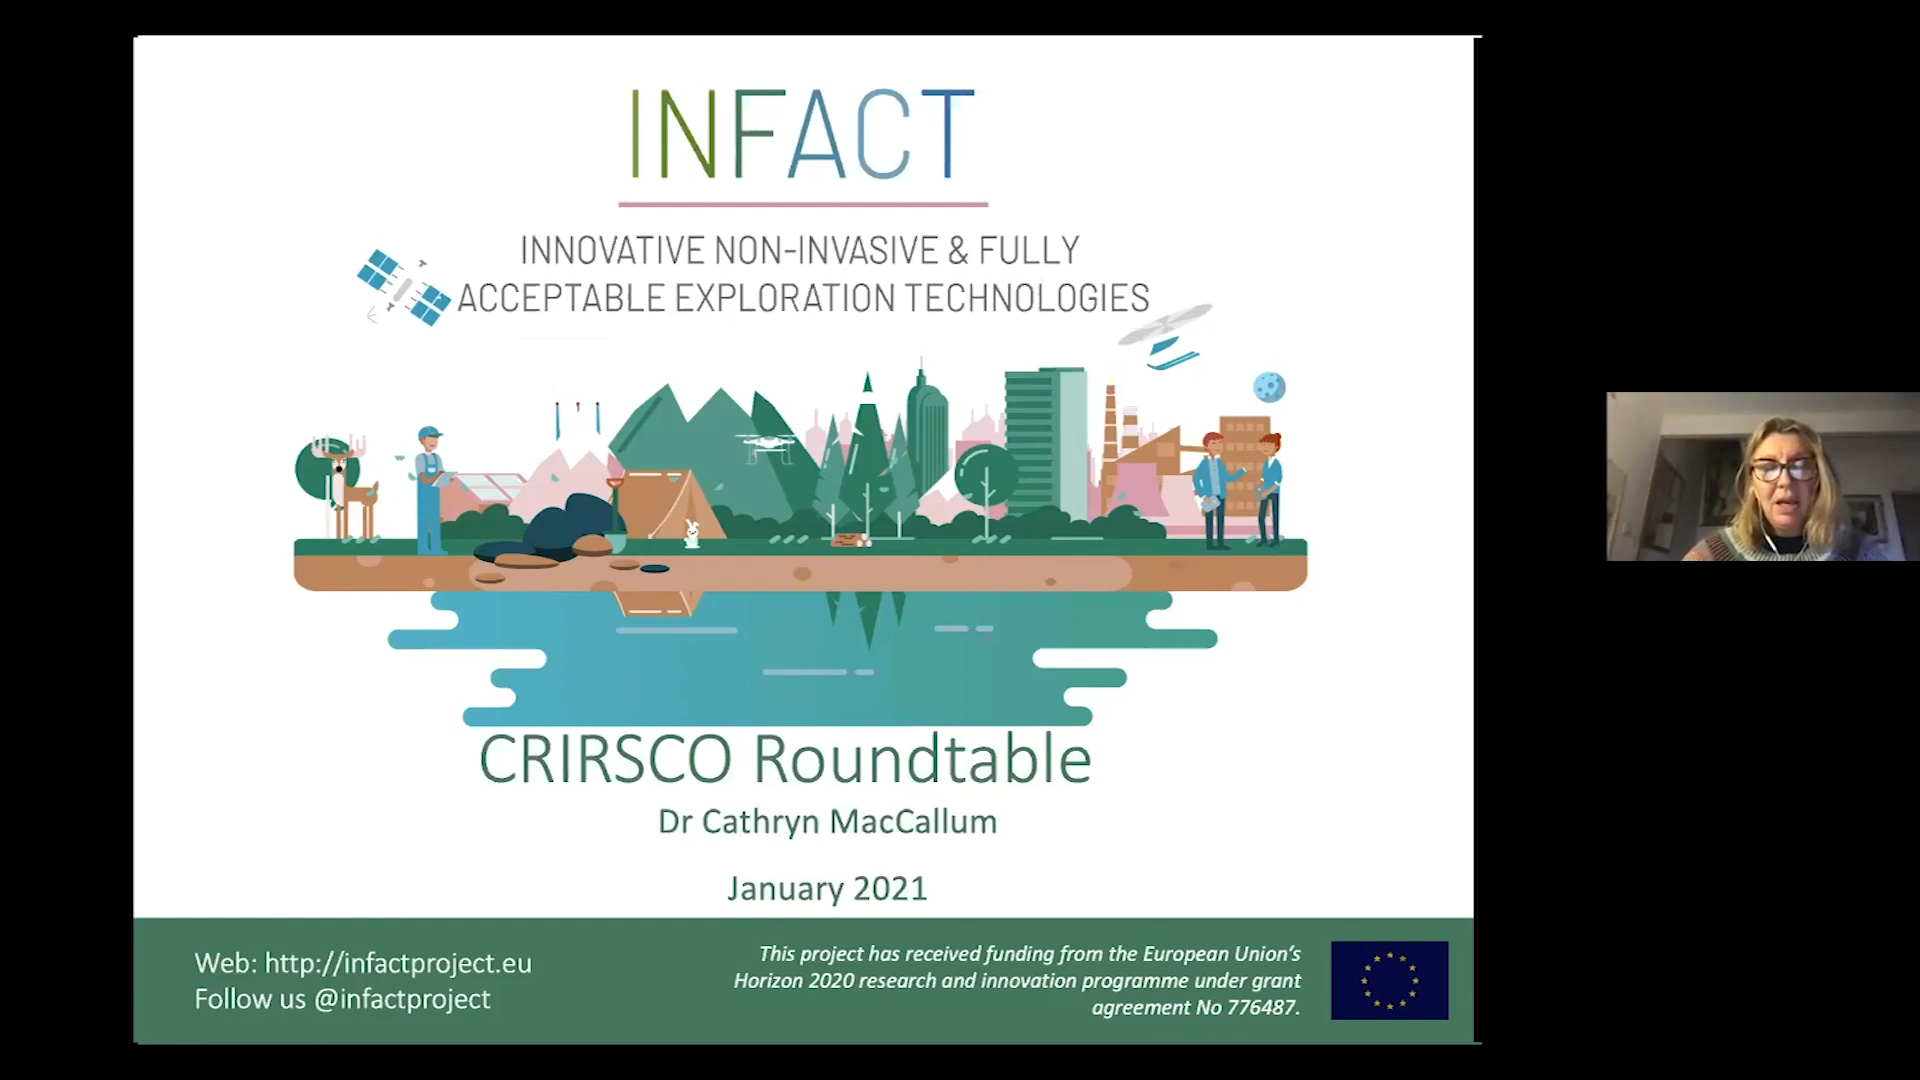 INFACT
INNOVATIVE NON-INVASIVE & FULLY
ACCEPTABLE EXPLORATION TECHNOLOGIES
CRIRSCO Roundtable
Dr Cathryn MacCallum
January 2021
Web: http://infactproject.eu
Follow us @infactproject
This project has received funding from the European Union's
Horizon 2020 research and innovation programme under grant
agreement No 776487.